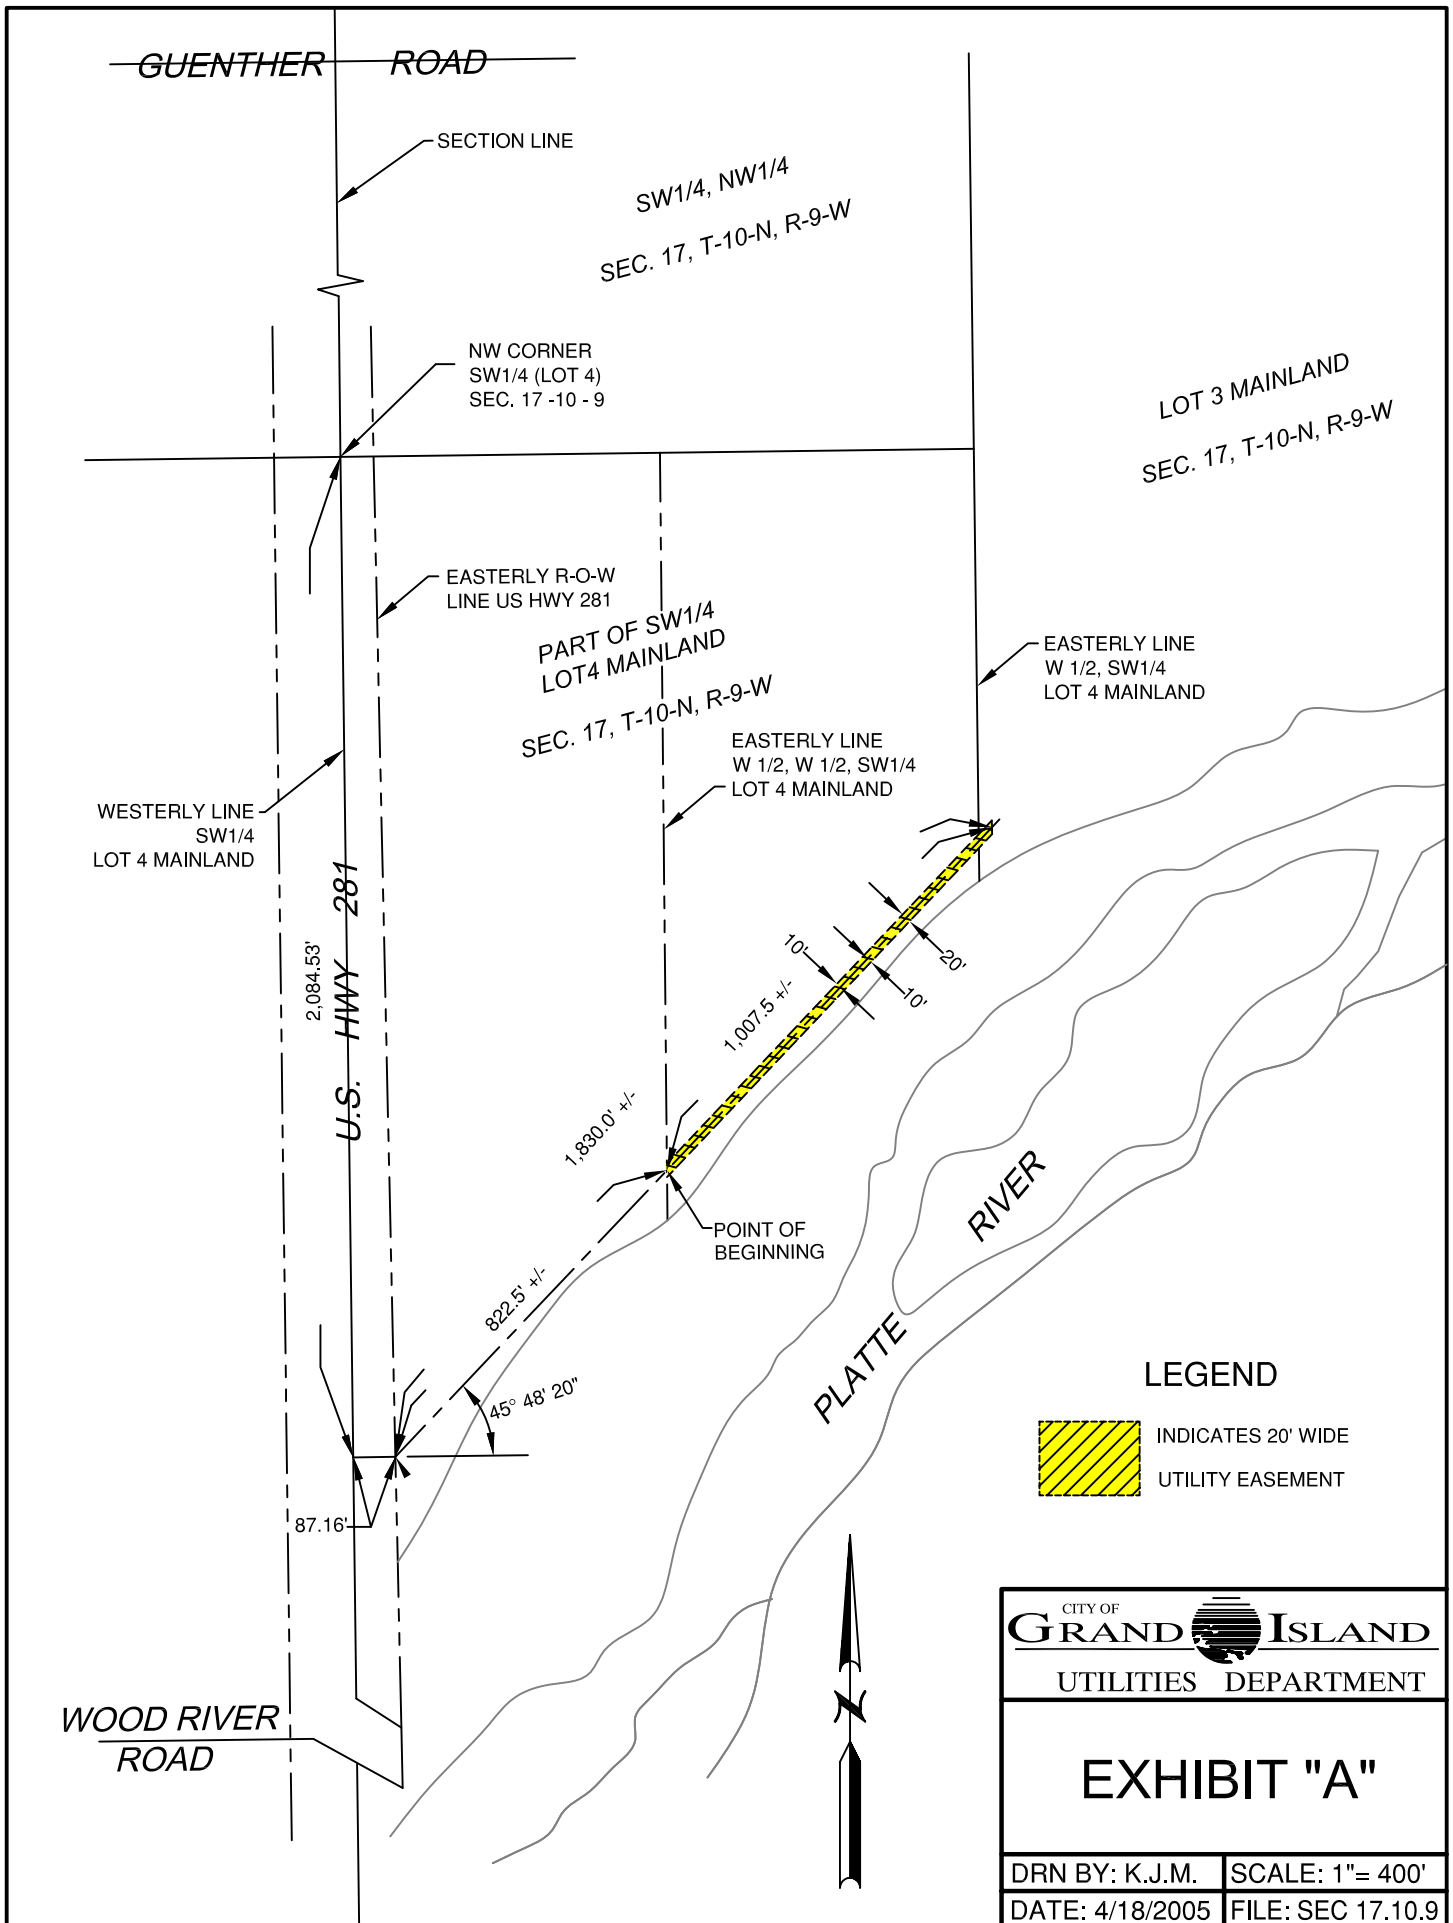 GUENTHER ROAD
SECTION LINE
SW1/4, NW1/4
SEC. 17, T-10-N, R-9-W
NW CORNER
SW1/4 (LOT 4)
SEC. 17 -10 - 9
LOT 3 MAINLAND
SEC. 17, T-10-N, R-9-W
EASTERLY R-O-W
LINE US HWY 281
PART OF SW1/4
LOT4 MAINLAND
SEC. 17, T-10-N, R-9-W
EASTERLY LINE
W 1/2, SW1/4
LOT 4 MAINLAND
EASTERLY LINE
W 1/2, W 1/2, SW1/4
LOT 4 MAINLAND
WESTERLY LINE
SW1/4
LOT 4 MAINLAND
2,084.53'
U.S. HWY 281
10'
20'
10'
1,007.5 +/-
1,830.0' +/-
POINT OF
BEGINNING
822.5' +/-
45° 48' 20"
87.16'
PLATTE RIVER
LEGEND
INDICATES 20' WIDE
UTILITY EASEMENT
N
WOOD RIVER
ROAD
CITY OF
GRAND ISLAND
UTILITIES DEPARTMENT
EXHIBIT "A"
DRN BY: K.J.M.
SCALE: 1"= 400'
DATE: 4/18/2005
FILE: SEC 17.10.9